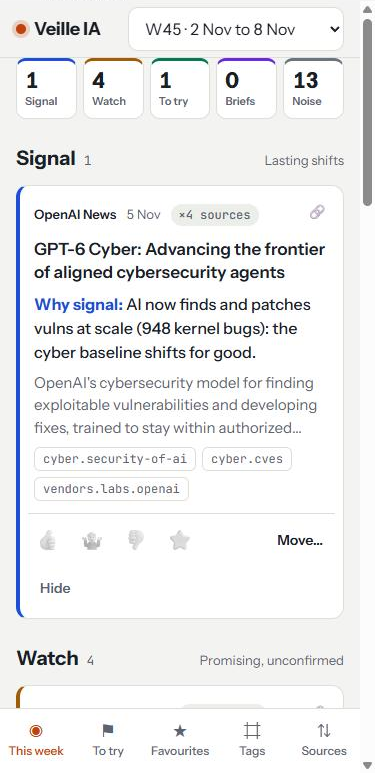 Veille IA
W45 · 2 Nov to 8 Nov
1
Signal
4
Watch
1
To try
0
Briefs
13
Noise
Signal 1
Lasting shifts
OpenAI News 5 Nov ×4 sources
GPT-6 Cyber: Advancing the frontier
of aligned cybersecurity agents
Why signal: AI now finds and patches
vulns at scale (948 kernel bugs): the
cyber baseline shifts for good.
OpenAI's cybersecurity model for finding
exploitable vulnerabilities and developing
fixes, trained to stay within authorized…
cyber.security-of-ai cyber.cves
vendors.labs.openai
Move…
Hide
Watch 4
Promising, unconfirmed
This week
To try
Favourites
Tags
Sources